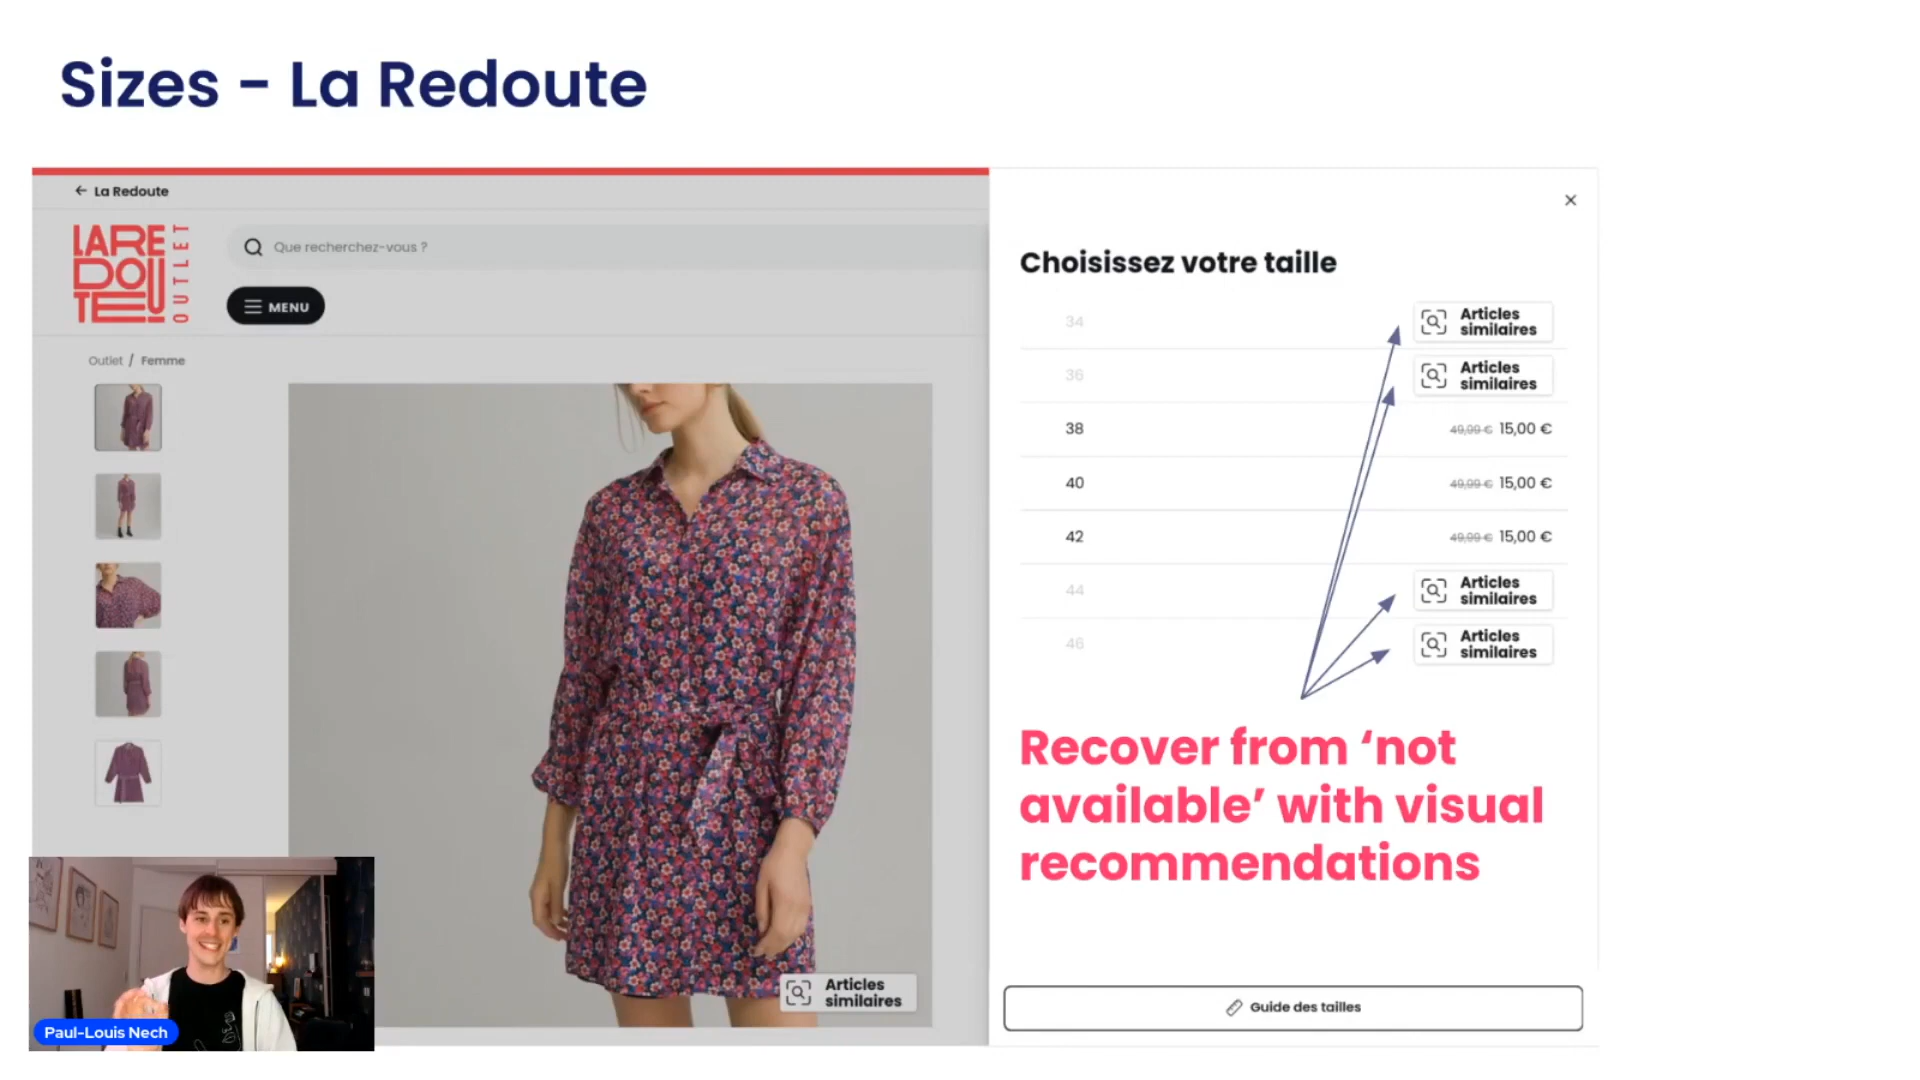 Sizes - La Redoute
← La Redoute
LA REDOUTE OUTLET
Que recherchez-vous ?
MENU
Outlet / Femme
Articles
similaires
Paul-Louis Nech
Choisissez votre taille
34 Articles similaires
36 Articles similaires
38 49,99 € 15,00 €
40 49,99 € 15,00 €
42 49,99 € 15,00 €
44 Articles similaires
46 Articles similaires
Recover from ‘not
available’ with visual
recommendations
Guide des tailles